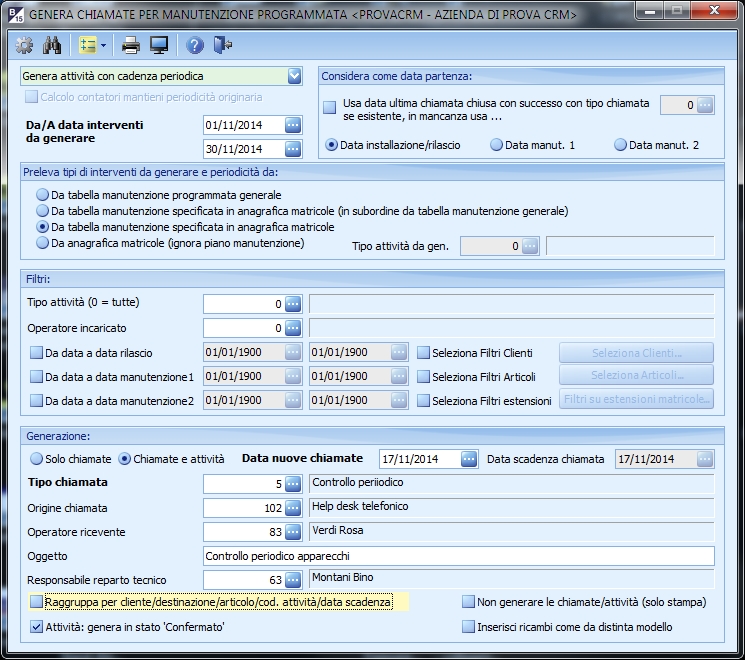 B 15 GENERA CHIAMATE PER MANUTENZIONE PROGRAMMATA <PROVACRM - AZIENDA DI PROVA CRM>
Genera attività con cadenza periodica
Calcolo contatori mantieni periodicità originaria
Da/A data interventi
da generare
01/11/2014
30/11/2014
Considera come data partenza:
Usa data ultima chiamata chiusa con successo con tipo chiamata
se esistente, in mancanza usa ...
0
Data installazione/rilascio Data manut. 1 Data manut. 2
Preleva tipi di interventi da generare e periodicità da:
Da tabella manutenzione programmata generale
Da tabella manutenzione specificata in anagrafica matricole (in subordine da tabella manutenzione generale)
Da tabella manutenzione specificata in anagrafica matricole
Da anagrafica matricole (ignora piano manutenzione) Tipo attività da gen. 0
Filtri:
Tipo attività (0 = tutte) 0
Operatore incaricato 0
Da data a data rilascio 01/01/1900 01/01/1900 Seleziona Filtri Clienti Seleziona Clienti...
Da data a data manutenzione1 01/01/1900 01/01/1900 Seleziona Filtri Articoli Seleziona Articoli...
Da data a data manutenzione2 01/01/1900 01/01/1900 Seleziona Filtri estensioni Filtri su estensioni matricole...
Generazione:
Solo chiamate Chiamate e attività Data nuove chiamate 17/11/2014 Data scadenza chiamata 17/11/2014
Tipo chiamata 5 Controllo periiodico
Origine chiamata 102 Help desk telefonico
Operatore ricevente 83 Verdi Rosa
Oggetto Controllo periodico apparecchi
Responsabile reparto tecnico 63 Montani Bino
Raggruppa per cliente/destinazione/articolo/cod. attività/data scadenza Non generare le chiamate/attività (solo stampa)
Attività: genera in stato 'Confermato' Inserisci ricambi come da distinta modello